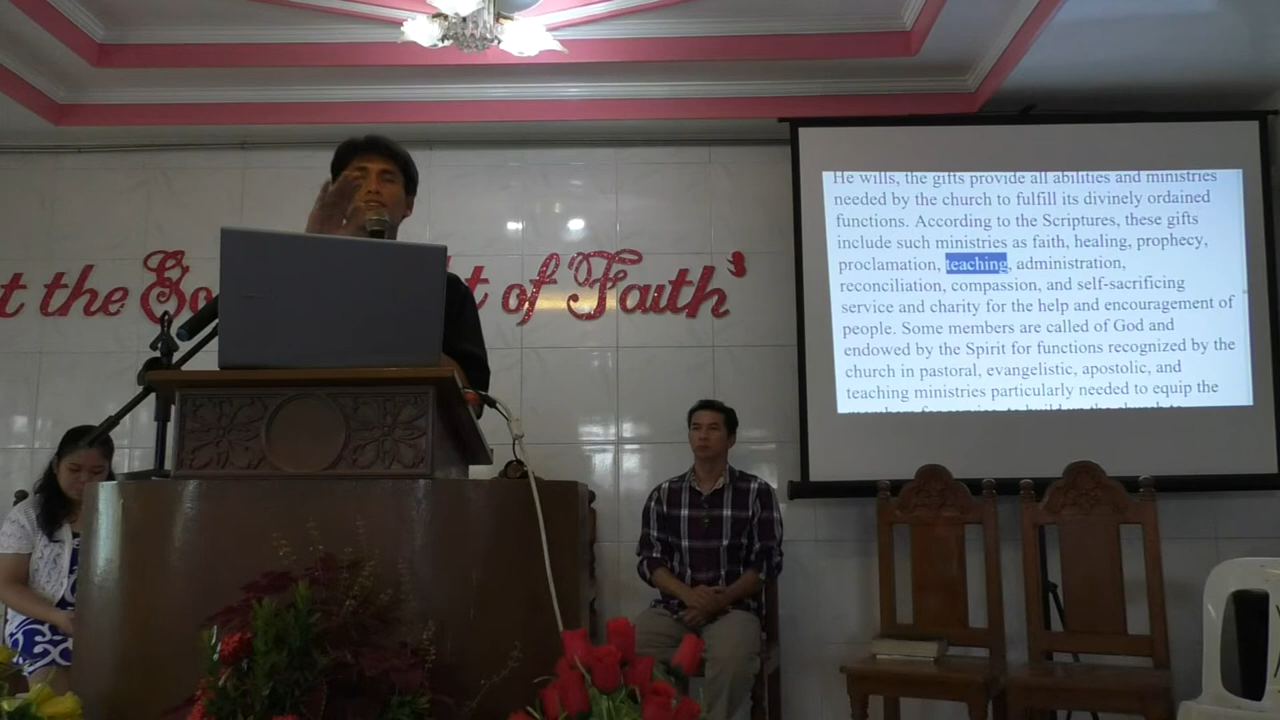 t the Go t of Faith
He wills, the gifts provide all abilities and ministries
needed by the church to fulfill its divinely ordained
functions. According to the Scriptures, these gifts
include such ministries as faith, healing, prophecy,
proclamation, teaching, administration,
reconciliation, compassion, and self-sacrificing
service and charity for the help and encouragement of
people. Some members are called of God and
endowed by the Spirit for functions recognized by the
church in pastoral, evangelistic, apostolic, and
teaching ministries particularly needed to equip the